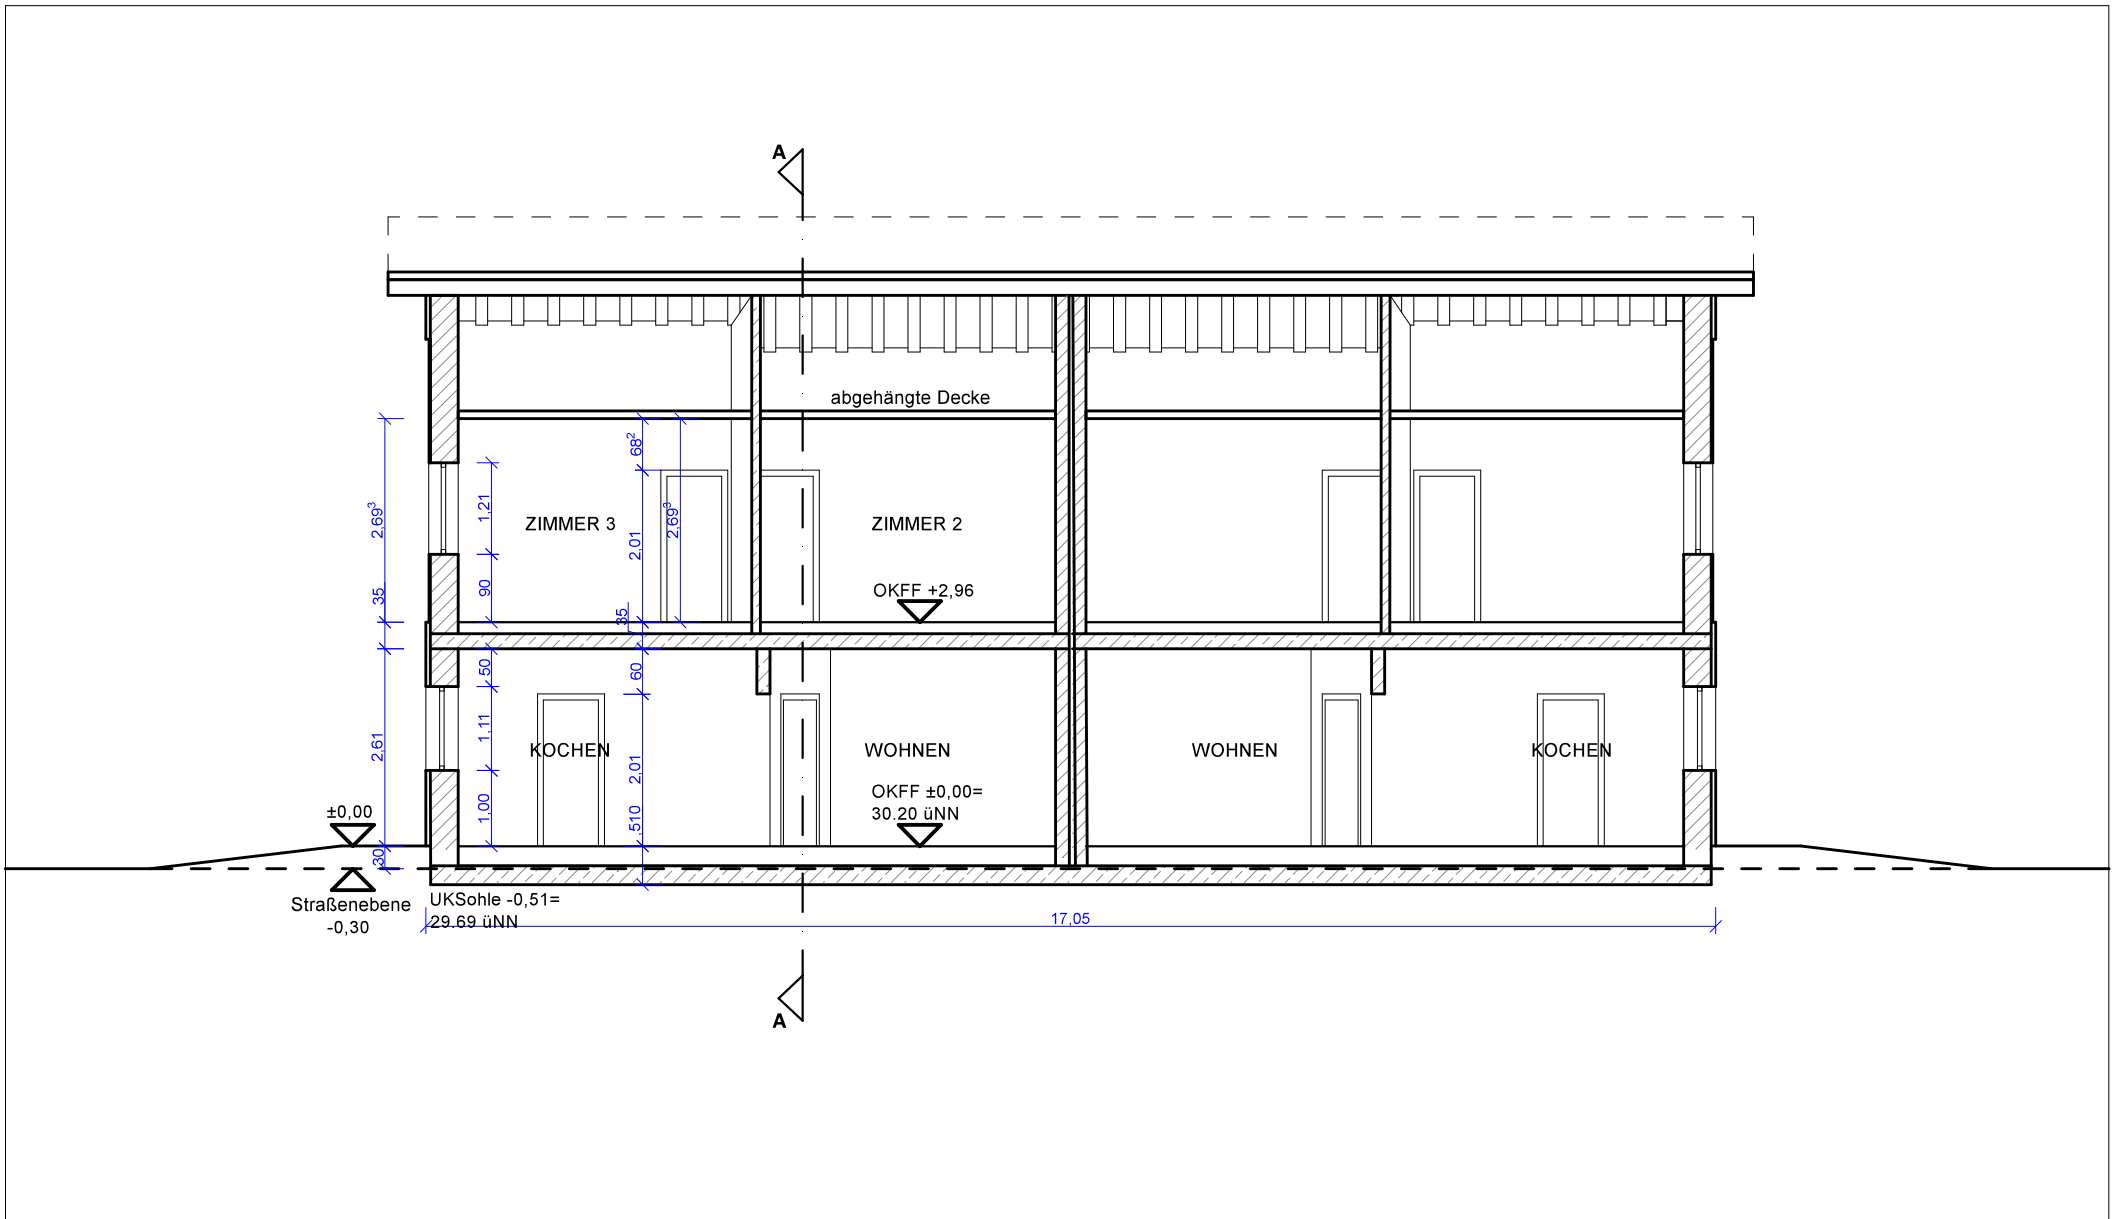 A
abgehängte Decke
68²
2,69³
1,21
ZIMMER 3
2,01
2,69³
ZIMMER 2
90
35
OKFF +2,96
35
50
60
1,11
2,61
KOCHEN
2,01
WOHNEN
WOHNEN
KOCHEN
OKFF ±0,00=
30.20 üNN
±0,00
1,00
,510
30
Straßenebene
-0,30
UKSohle -0,51=
29.69 üNN
17,05
A